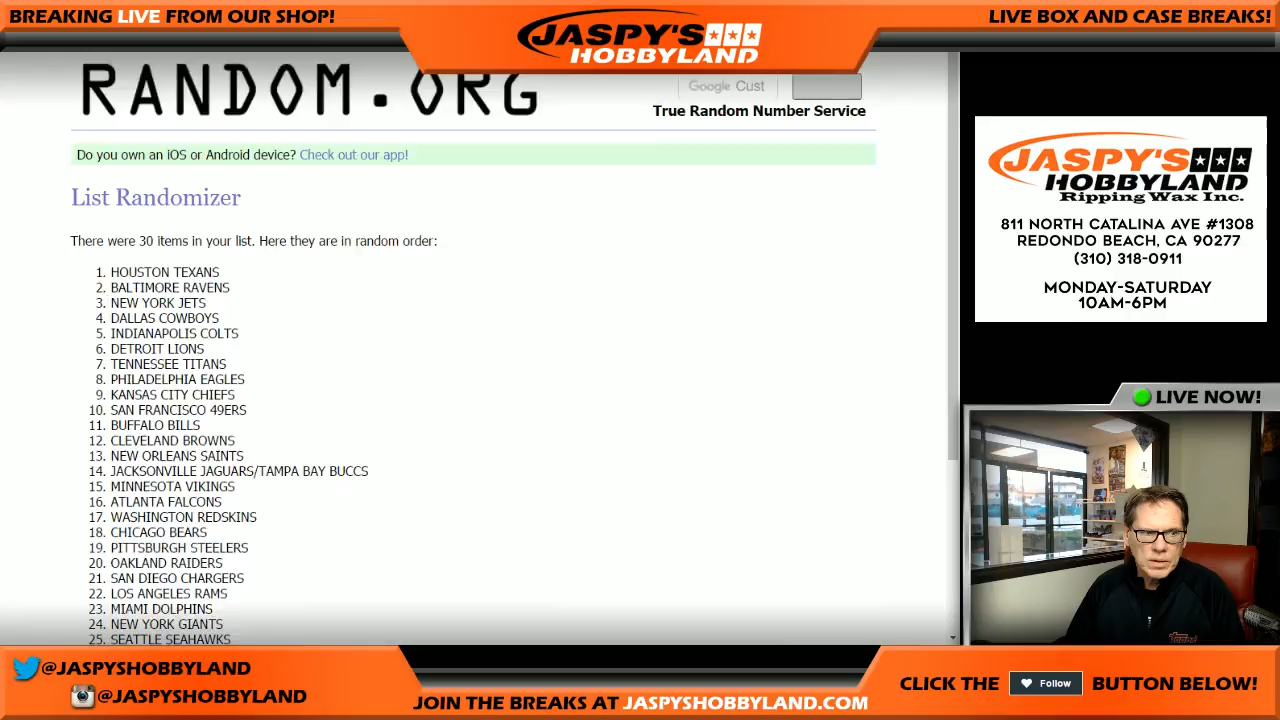 BREAKING LIVE FROM OUR SHOP!
JASPY'S
HOBBYLAND
LIVE BOX AND CASE BREAKS!
RANDOM.ORG
Google Cust
True Random Number Service
Do you own an iOS or Android device? Check out our app!
List Randomizer
There were 30 items in your list. Here they are in random order:
1. HOUSTON TEXANS
2. BALTIMORE RAVENS
3. NEW YORK JETS
4. DALLAS COWBOYS
5. INDIANAPOLIS COLTS
6. DETROIT LIONS
7. TENNESSEE TITANS
8. PHILADELPHIA EAGLES
9. KANSAS CITY CHIEFS
10. SAN FRANCISCO 49ERS
11. BUFFALO BILLS
12. CLEVELAND BROWNS
13. NEW ORLEANS SAINTS
14. JACKSONVILLE JAGUARS/TAMPA BAY BUCCS
15. MINNESOTA VIKINGS
16. ATLANTA FALCONS
17. WASHINGTON REDSKINS
18. CHICAGO BEARS
19. PITTSBURGH STEELERS
20. OAKLAND RAIDERS
21. SAN DIEGO CHARGERS
22. LOS ANGELES RAMS
23. MIAMI DOLPHINS
24. NEW YORK GIANTS
25. SEATTLE SEAHAWKS
JASPY'S
HOBBYLAND
Ripping Wax Inc.
811 NORTH CATALINA AVE #1308
REDONDO BEACH, CA 90277
(310) 318-0911
MONDAY-SATURDAY
10AM-6PM
LIVE NOW!
Topps
@JASPYSHOBBYLAND
@JASPYSHOBBYLAND
JOIN THE BREAKS AT JASPYSHOBBYLAND.COM
CLICK THE Follow BUTTON BELOW!